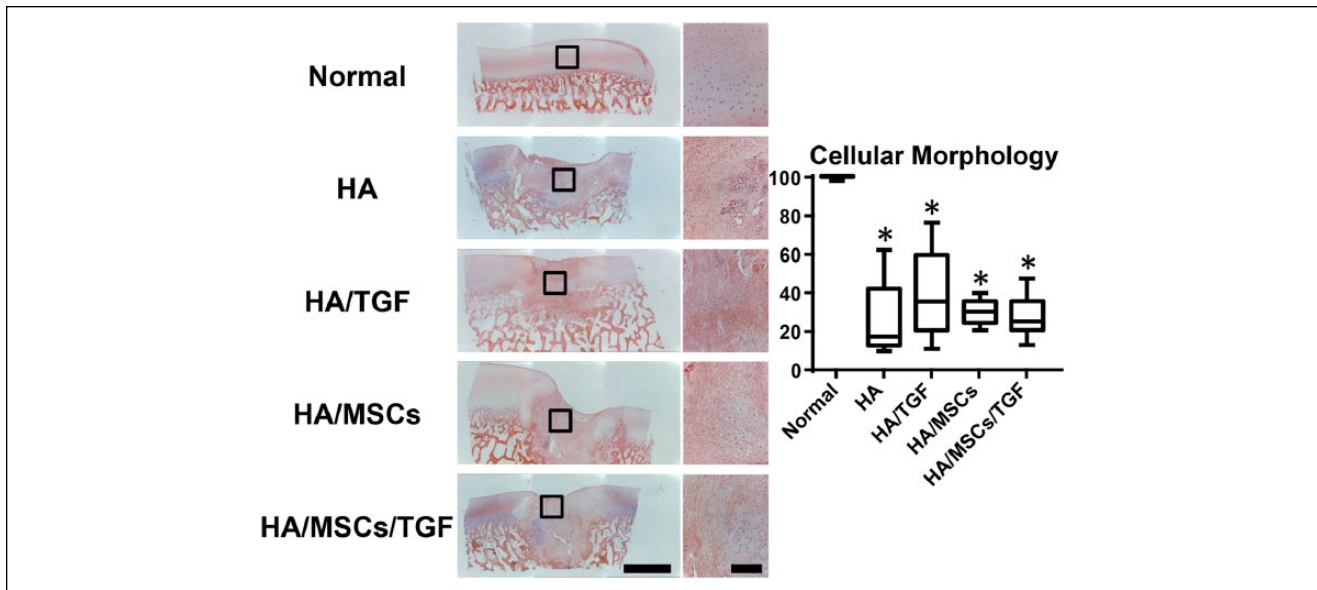 Normal
HA
HA/TGF
HA/MSCs
HA/MSCs/TGF
Cellular Morphology
100
80
60
40
20
0
*
*
*
*
Normal
HA
HA/TGF
HA/MSCs
HA/MSCs/TGF